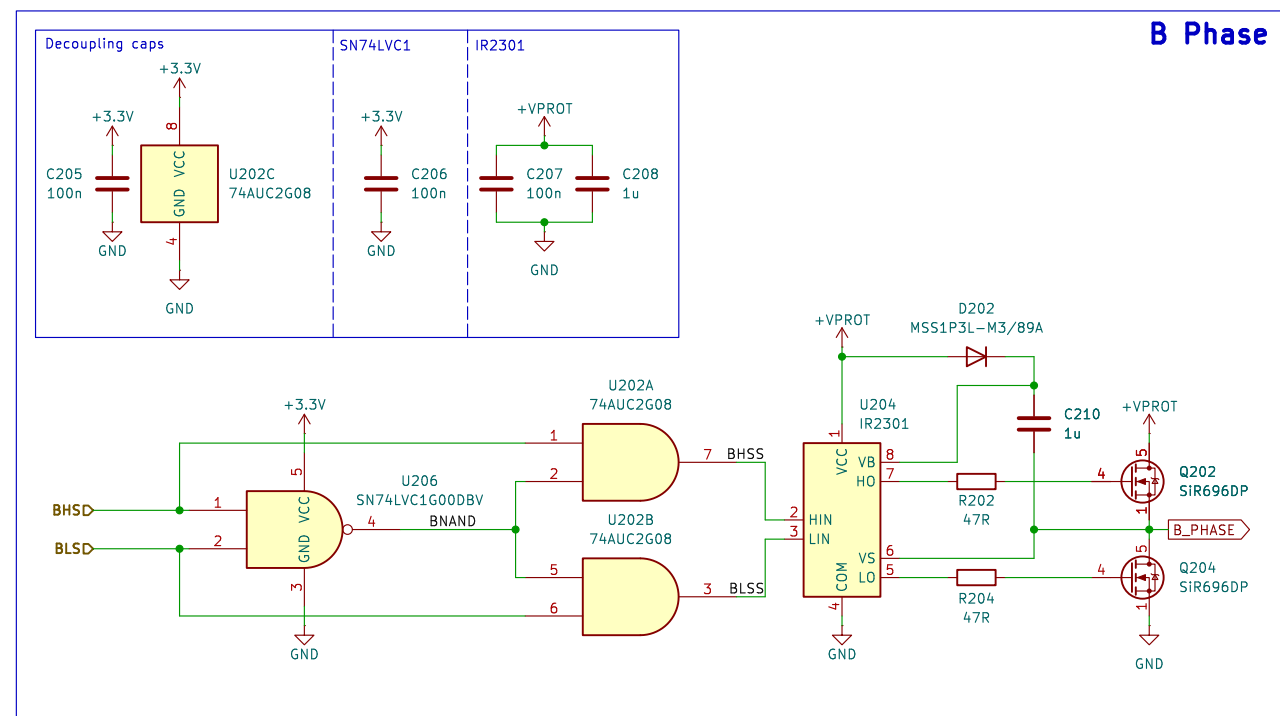 B Phase
Decoupling caps
SN74LVC1
IR2301
+3.3V
8
VCC
GND
4
GND
U202C
74AUC2G08
+3.3V
C205
100n
GND
+3.3V
C206
100n
GND
+VPROT
C207
100n
C208
1u
GND
BHS
BLS
1
2
+3.3V
5
VCC
GND
3
GND
U206
SN74LVC1G00DBV
4
BNAND
U202A
74AUC2G08
1
2
7
BHSS
U202B
74AUC2G08
5
6
3
BLSS
+VPROT
D202
MSS1P3L-M3/89A
U204
IR2301
1
VCC
VB
8
HO
7
2
HIN
3
LIN
VS
6
LO
5
COM
4
GND
C210
1u
R202
47R
R204
47R
+VPROT
4
5
1
Q202
SiR696DP
B_PHASE
4
5
1
Q204
SiR696DP
GND